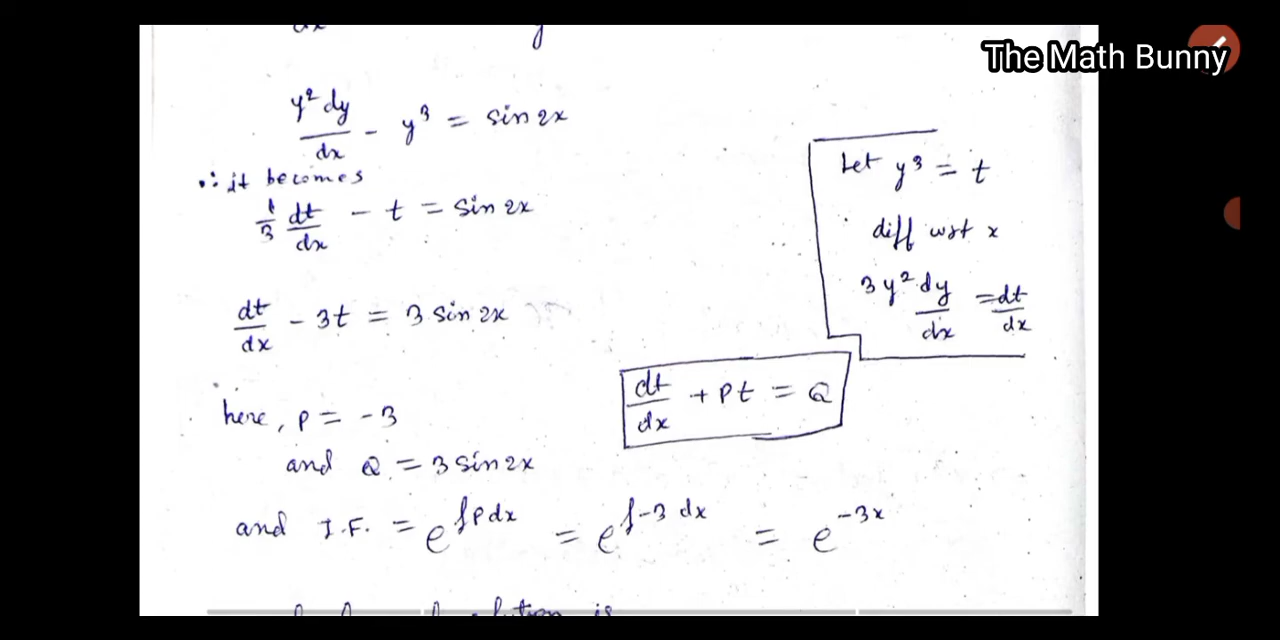 The Math Bunny
y² dy/dx - y³ = sin 2x
∴ it becomes
1/3 dt/dx - t = sin 2x
Let y³ = t
diff wrt x
3y² dy/dx = dt/dx
dt/dx - 3t = 3 sin 2x
dt/dx + Pt = Q
here, P = -3
and Q = 3 sin 2x
and I.F. = e^∫Pdx = e^∫-3 dx = e^-3x